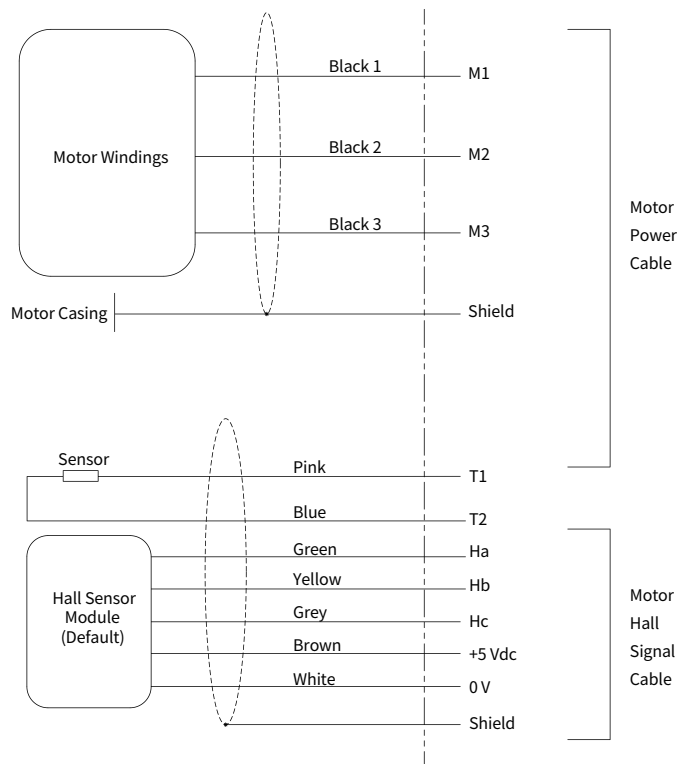 Black 1
M1
Motor Windings
Black 2
M2
Black 3
M3
Motor
Power
Cable
Motor Casing
Shield
Sensor
Pink
T1
Blue
T2
Hall Sensor
Module
(Default)
Green
Ha
Yellow
Hb
Grey
Hc
Brown
+5 Vdc
White
0 V
Shield
Motor
Hall
Signal
Cable